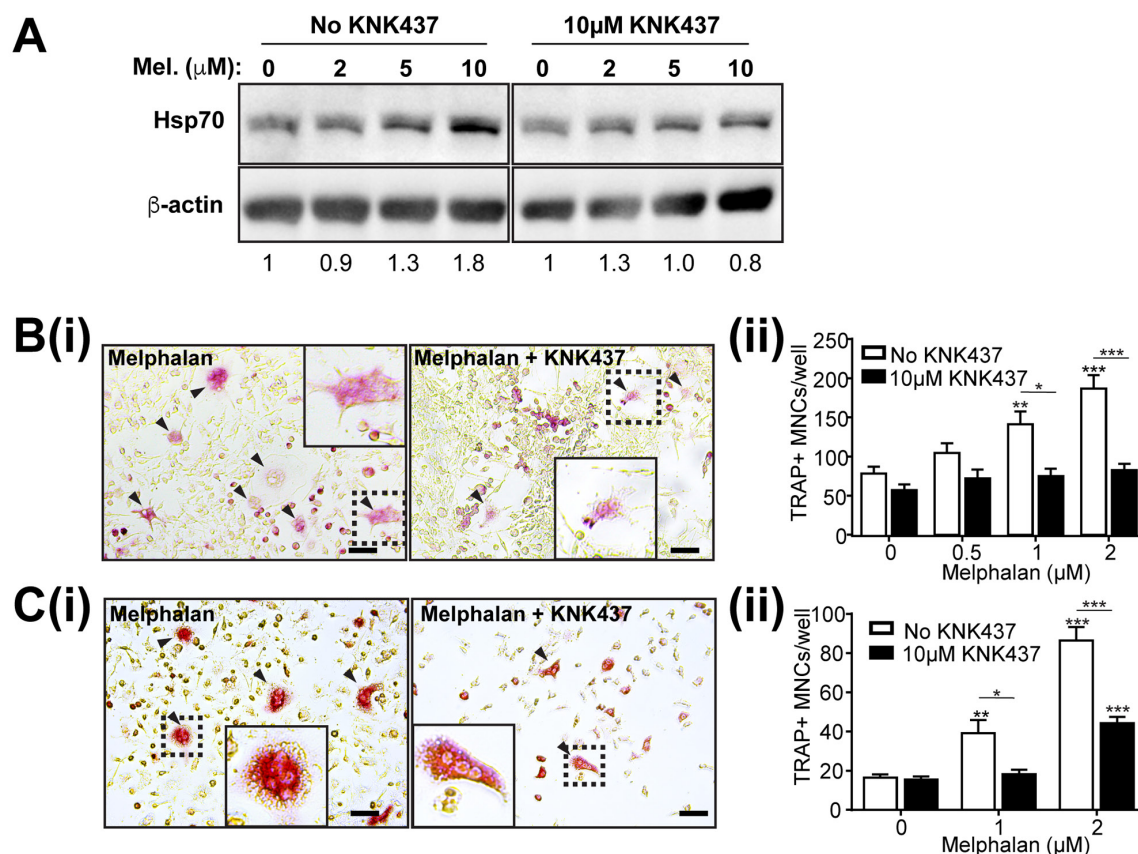 A
No KNK437
10µM KNK437
Mel. (µM):
0 2 5 10 0 2 5 10
Hsp70
β-actin
1 0.9 1.3 1.8 1 1.3 1.0 0.8
B(i)
Melphalan
Melphalan + KNK437
(ii)
TRAP+ MNCs/well
250
200
150
100
50
0
No KNK437
10µM KNK437
**
*
***
***
0 0.5 1 2
Melphalan (µM)
C(i)
Melphalan
Melphalan + KNK437
(ii)
TRAP+ MNCs/well
100
80
60
40
20
0
No KNK437
10µM KNK437
**
*
***
***
***
0 1 2
Melphalan (µM)